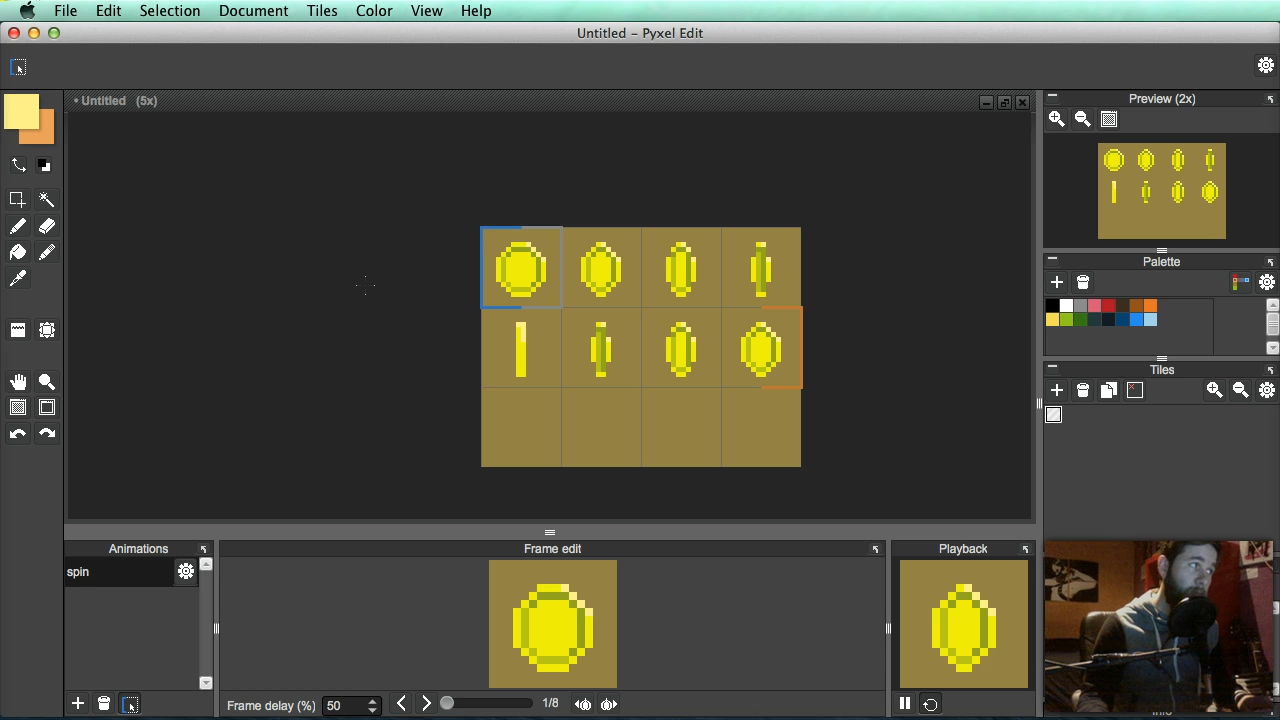 File Edit Selection Document Tiles Color View Help
Untitled – Pyxel Edit
• Untitled (5x)
Preview (2x)
Palette
Tiles
Animations
Frame edit
Playback
spin
Frame delay (%) 50
1/8